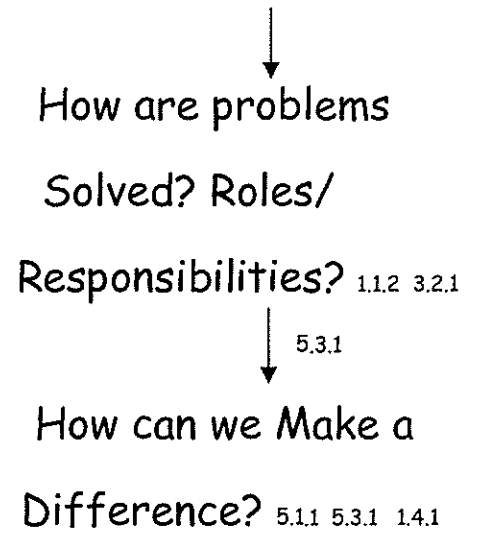 How are problems
Solved? Roles/
Responsibilities? 1.1.2 3.2.1
5.3.1
How can we Make a
Difference? 5.1.1 5.3.1 1.4.1